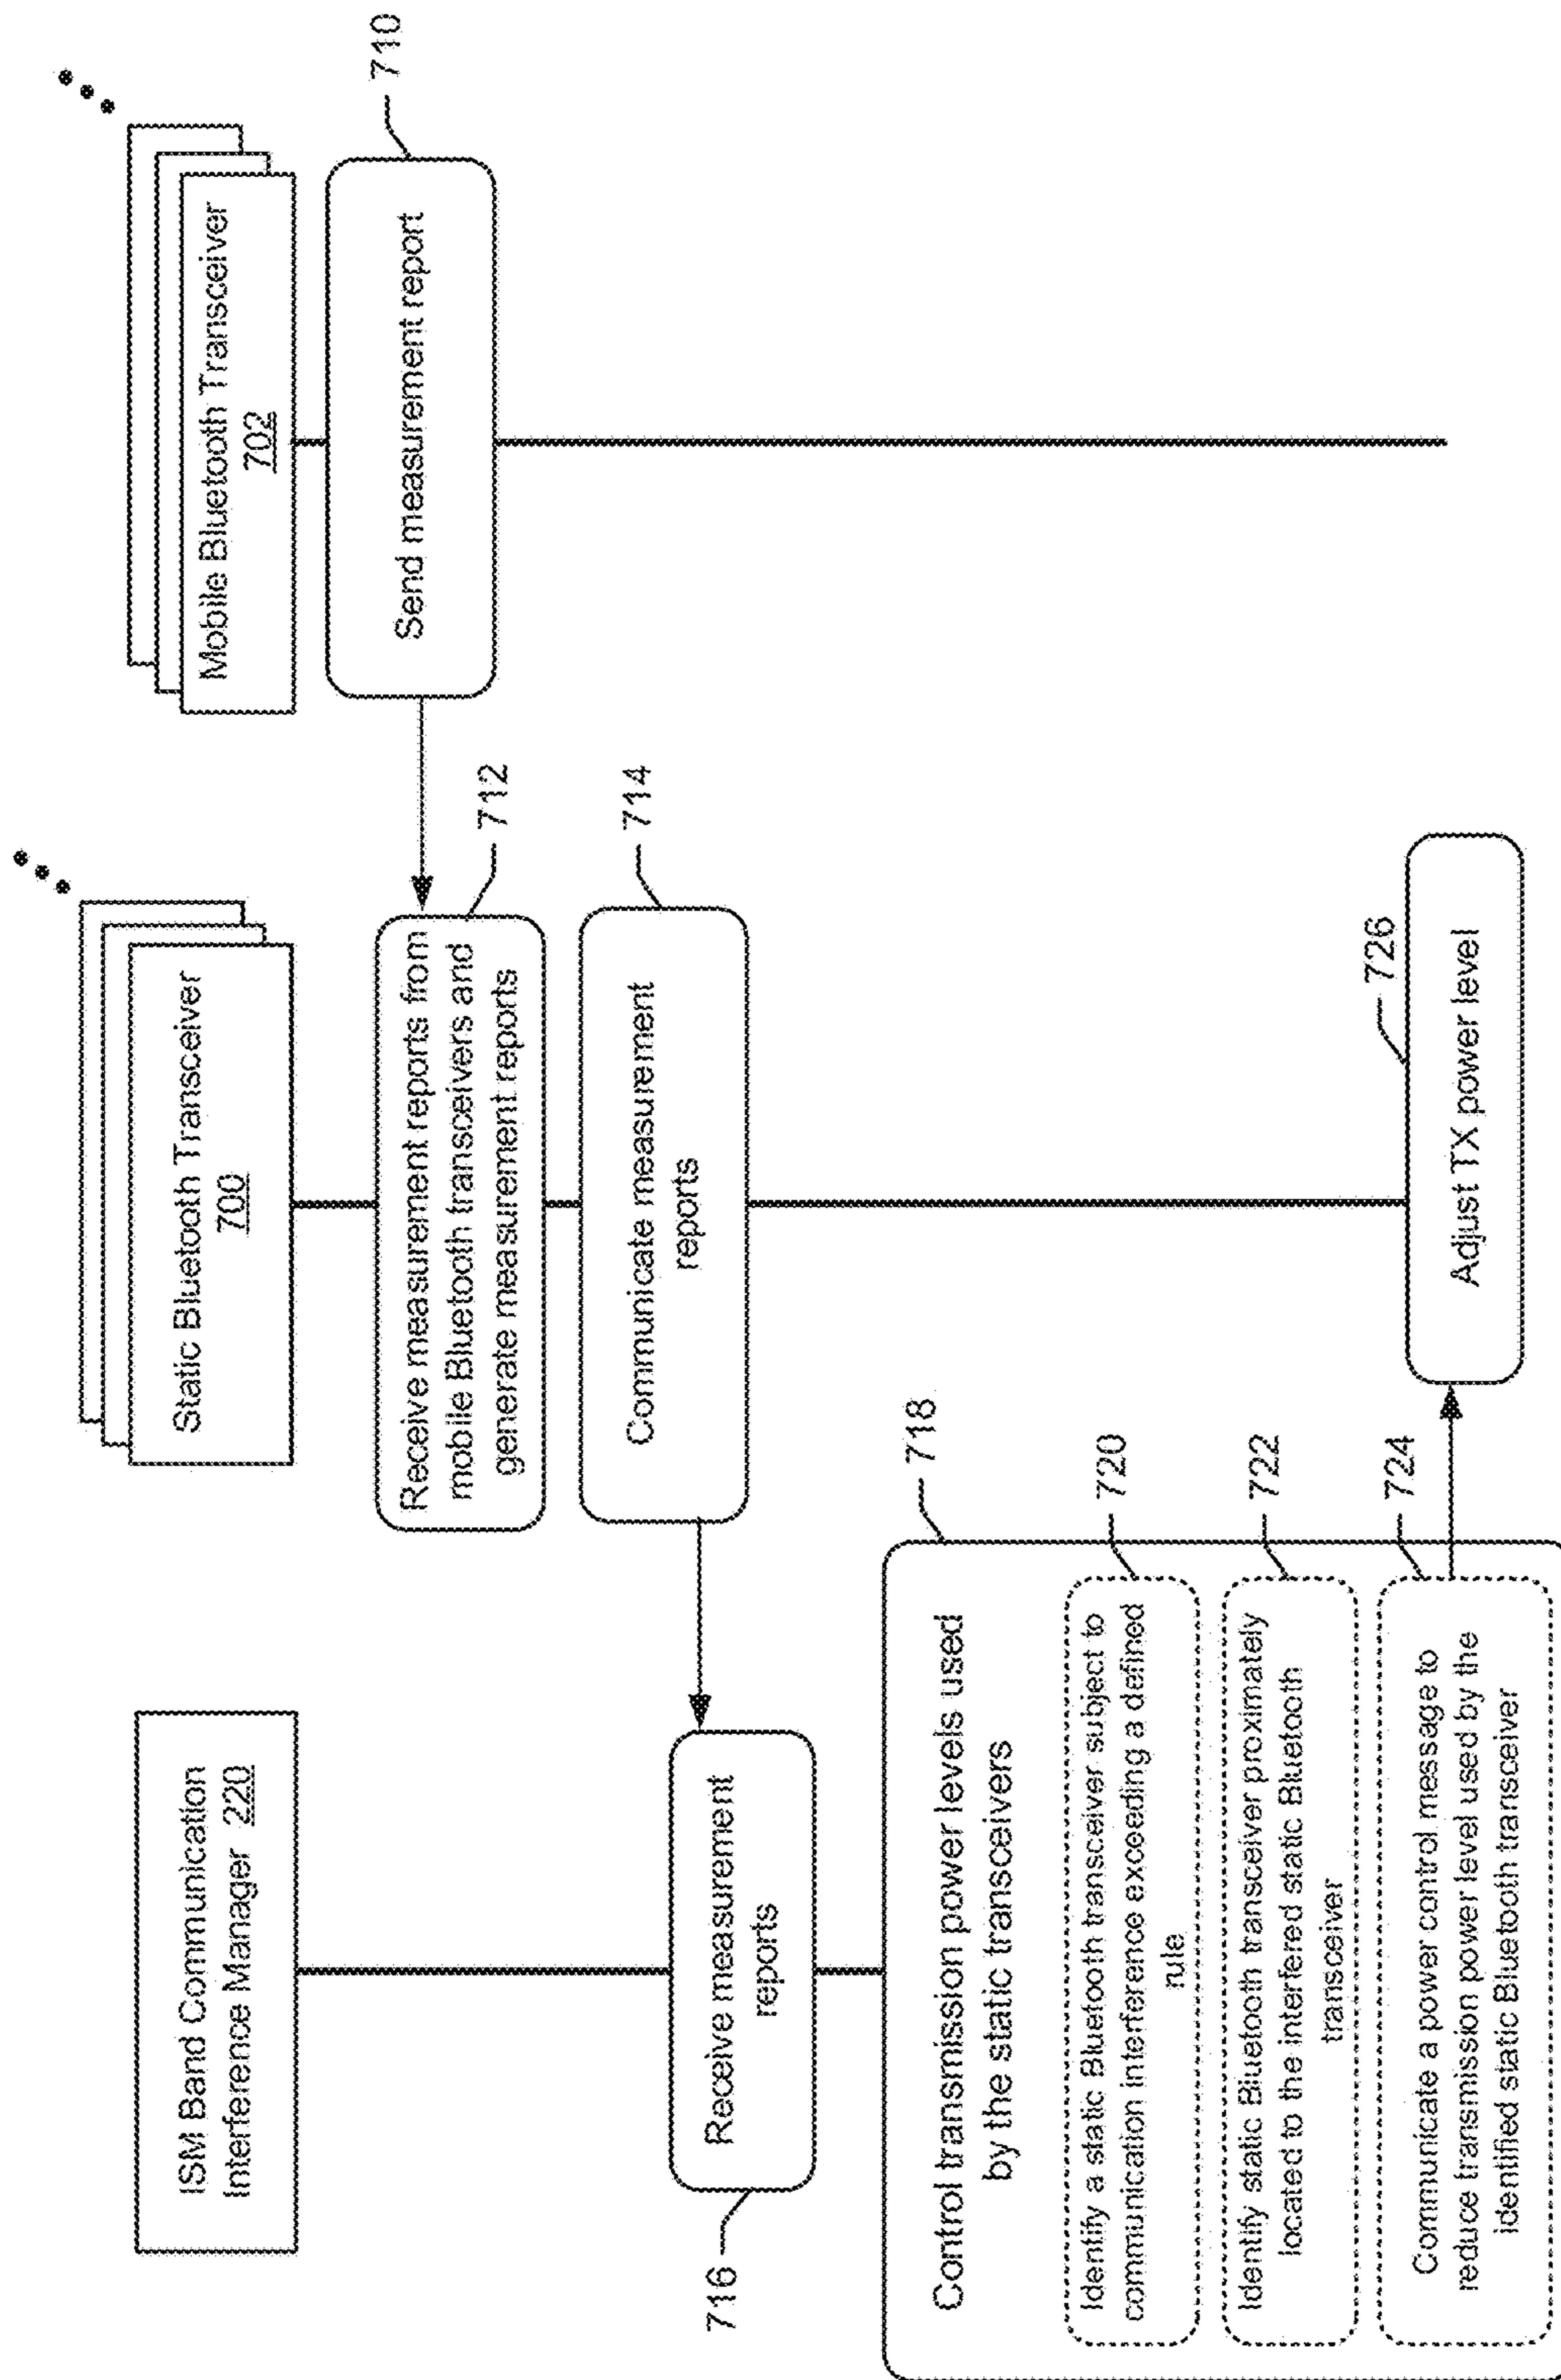 ISM Band Communication
Interference Manager 220
Static Bluetooth Transceiver
700
Mobile Bluetooth Transceiver
702
Send measurement report
710
Receive measurement reports from
mobile Bluetooth transceivers and
generate measurement reports
712
Communicate measurement
reports
714
Receive measurement
reports
716
Control transmission power levels used
by the static transceivers
718
Identify a static Bluetooth transceiver subject to
communication interference exceeding a defined
rule
720
Identify static Bluetooth transceiver proximately
located to the interfered static Bluetooth
transceiver
722
Communicate a power control message to
reduce transmission power level used by the
identified static Bluetooth transceiver
724
Adjust TX power level
726